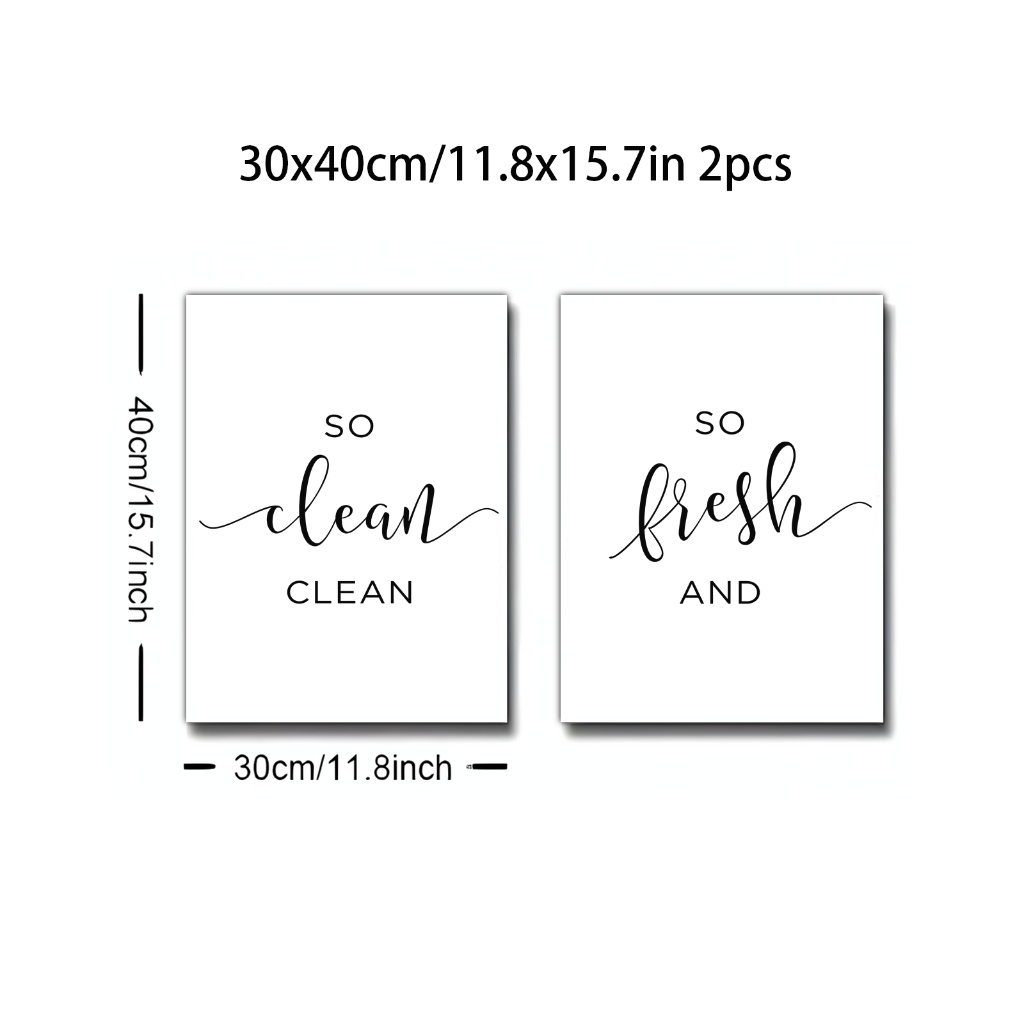 30x40cm/11.8x15.7in 2pcs
40cm/15.7inch
SO
clean
CLEAN
SO
fresh
AND
30cm/11.8inch